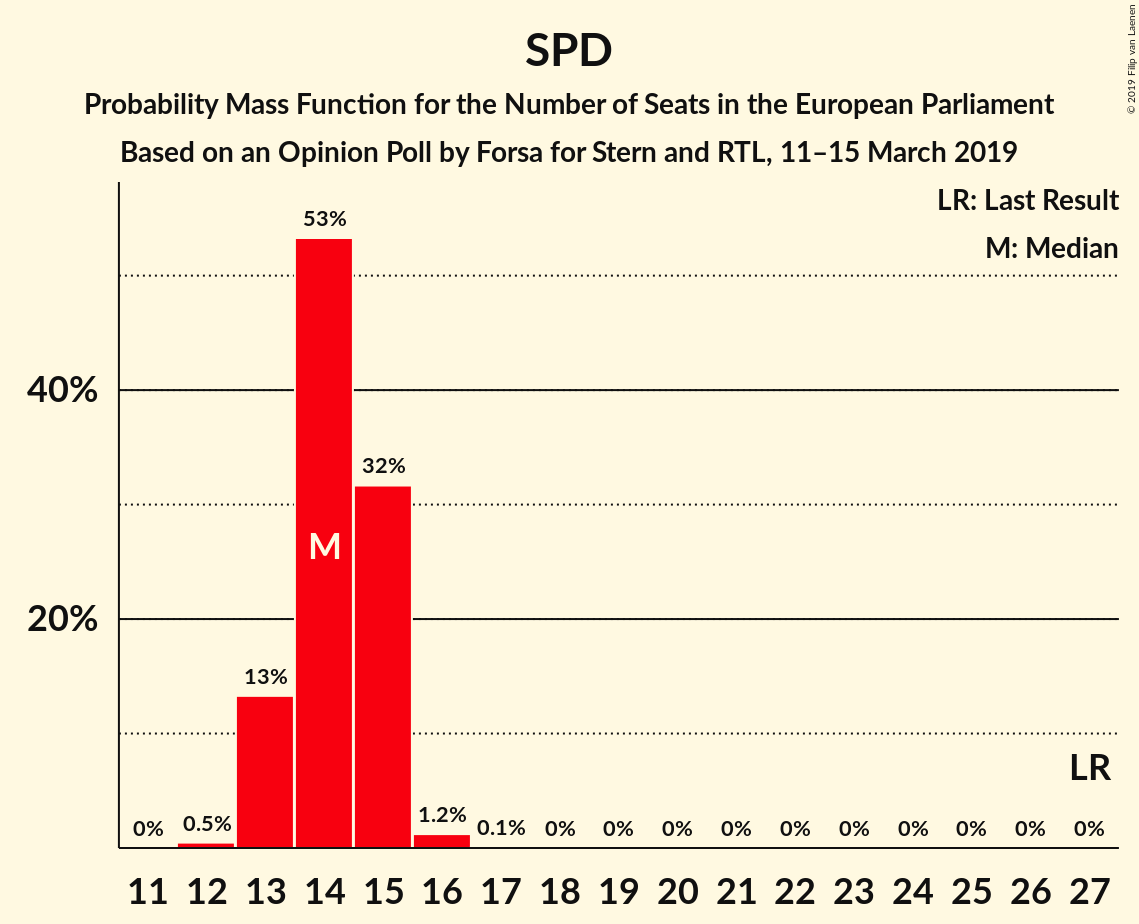 SPD
Probability Mass Function for the Number of Seats in the European Parliament
Based on an Opinion Poll by Forsa for Stern and RTL, 11–15 March 2019
© 2019 Filip van Laenen
LR: Last Result
M: Median
53%
40%
32%
M
20%
13%
LR
0% 0.5% 1.2% 0.1% 0% 0% 0% 0% 0% 0% 0% 0% 0% 0%
11 12 13 14 15 16 17 18 19 20 21 22 23 24 25 26 27